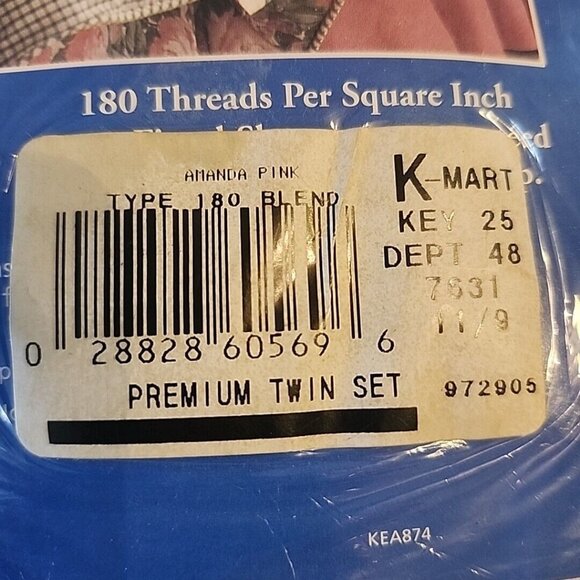 180 Threads Per Square Inch
AMANDA PINK
TYPE 180 BLEND
K-MART
KEY 25
DEPT 48
7631
11/9
0 28828 60569 6
PREMIUM TWIN SET
972905
KEA874